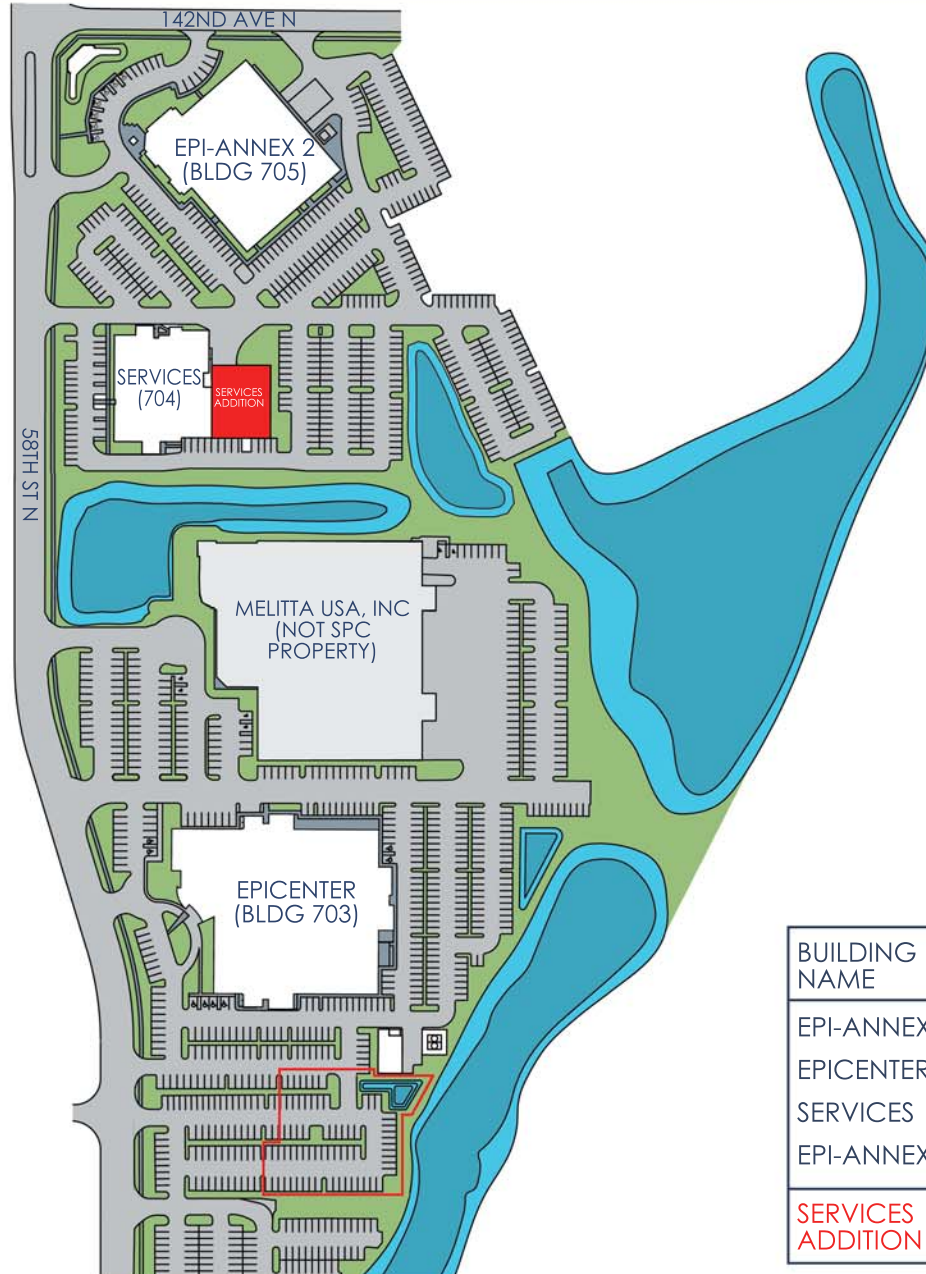 142ND AVE N
EPI-ANNEX 2
(BLDG 705)
SERVICES
(704)
SERVICES
ADDITION
58TH ST N
MELITTA USA, INC
(NOT SPC
PROPERTY)
EPICENTER
(BLDG 703)
BUILDING
NAME
EPI-ANNEX
EPICENTER
SERVICES
EPI-ANNEX
SERVICES
ADDITION